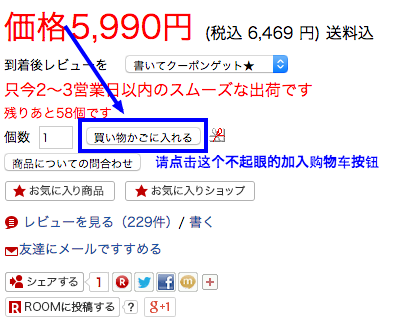 価格5,990円 (税込 6,469 円) 送料込
到着後レビューを 書いてクーポンゲット★
只今2～3営業日以内のスムーズな出荷です
残りあと58個です
個数 1 買い物かごに入れる
商品についての問合わせ 请点击这个不起眼的加入购物车按钮
★ お気に入り商品 ★ お気に入りショップ
レビューを見る（229件）/ 書く
友達にメールですすめる
シェアする 1 R f m +
R ROOMに投稿する ? g+1